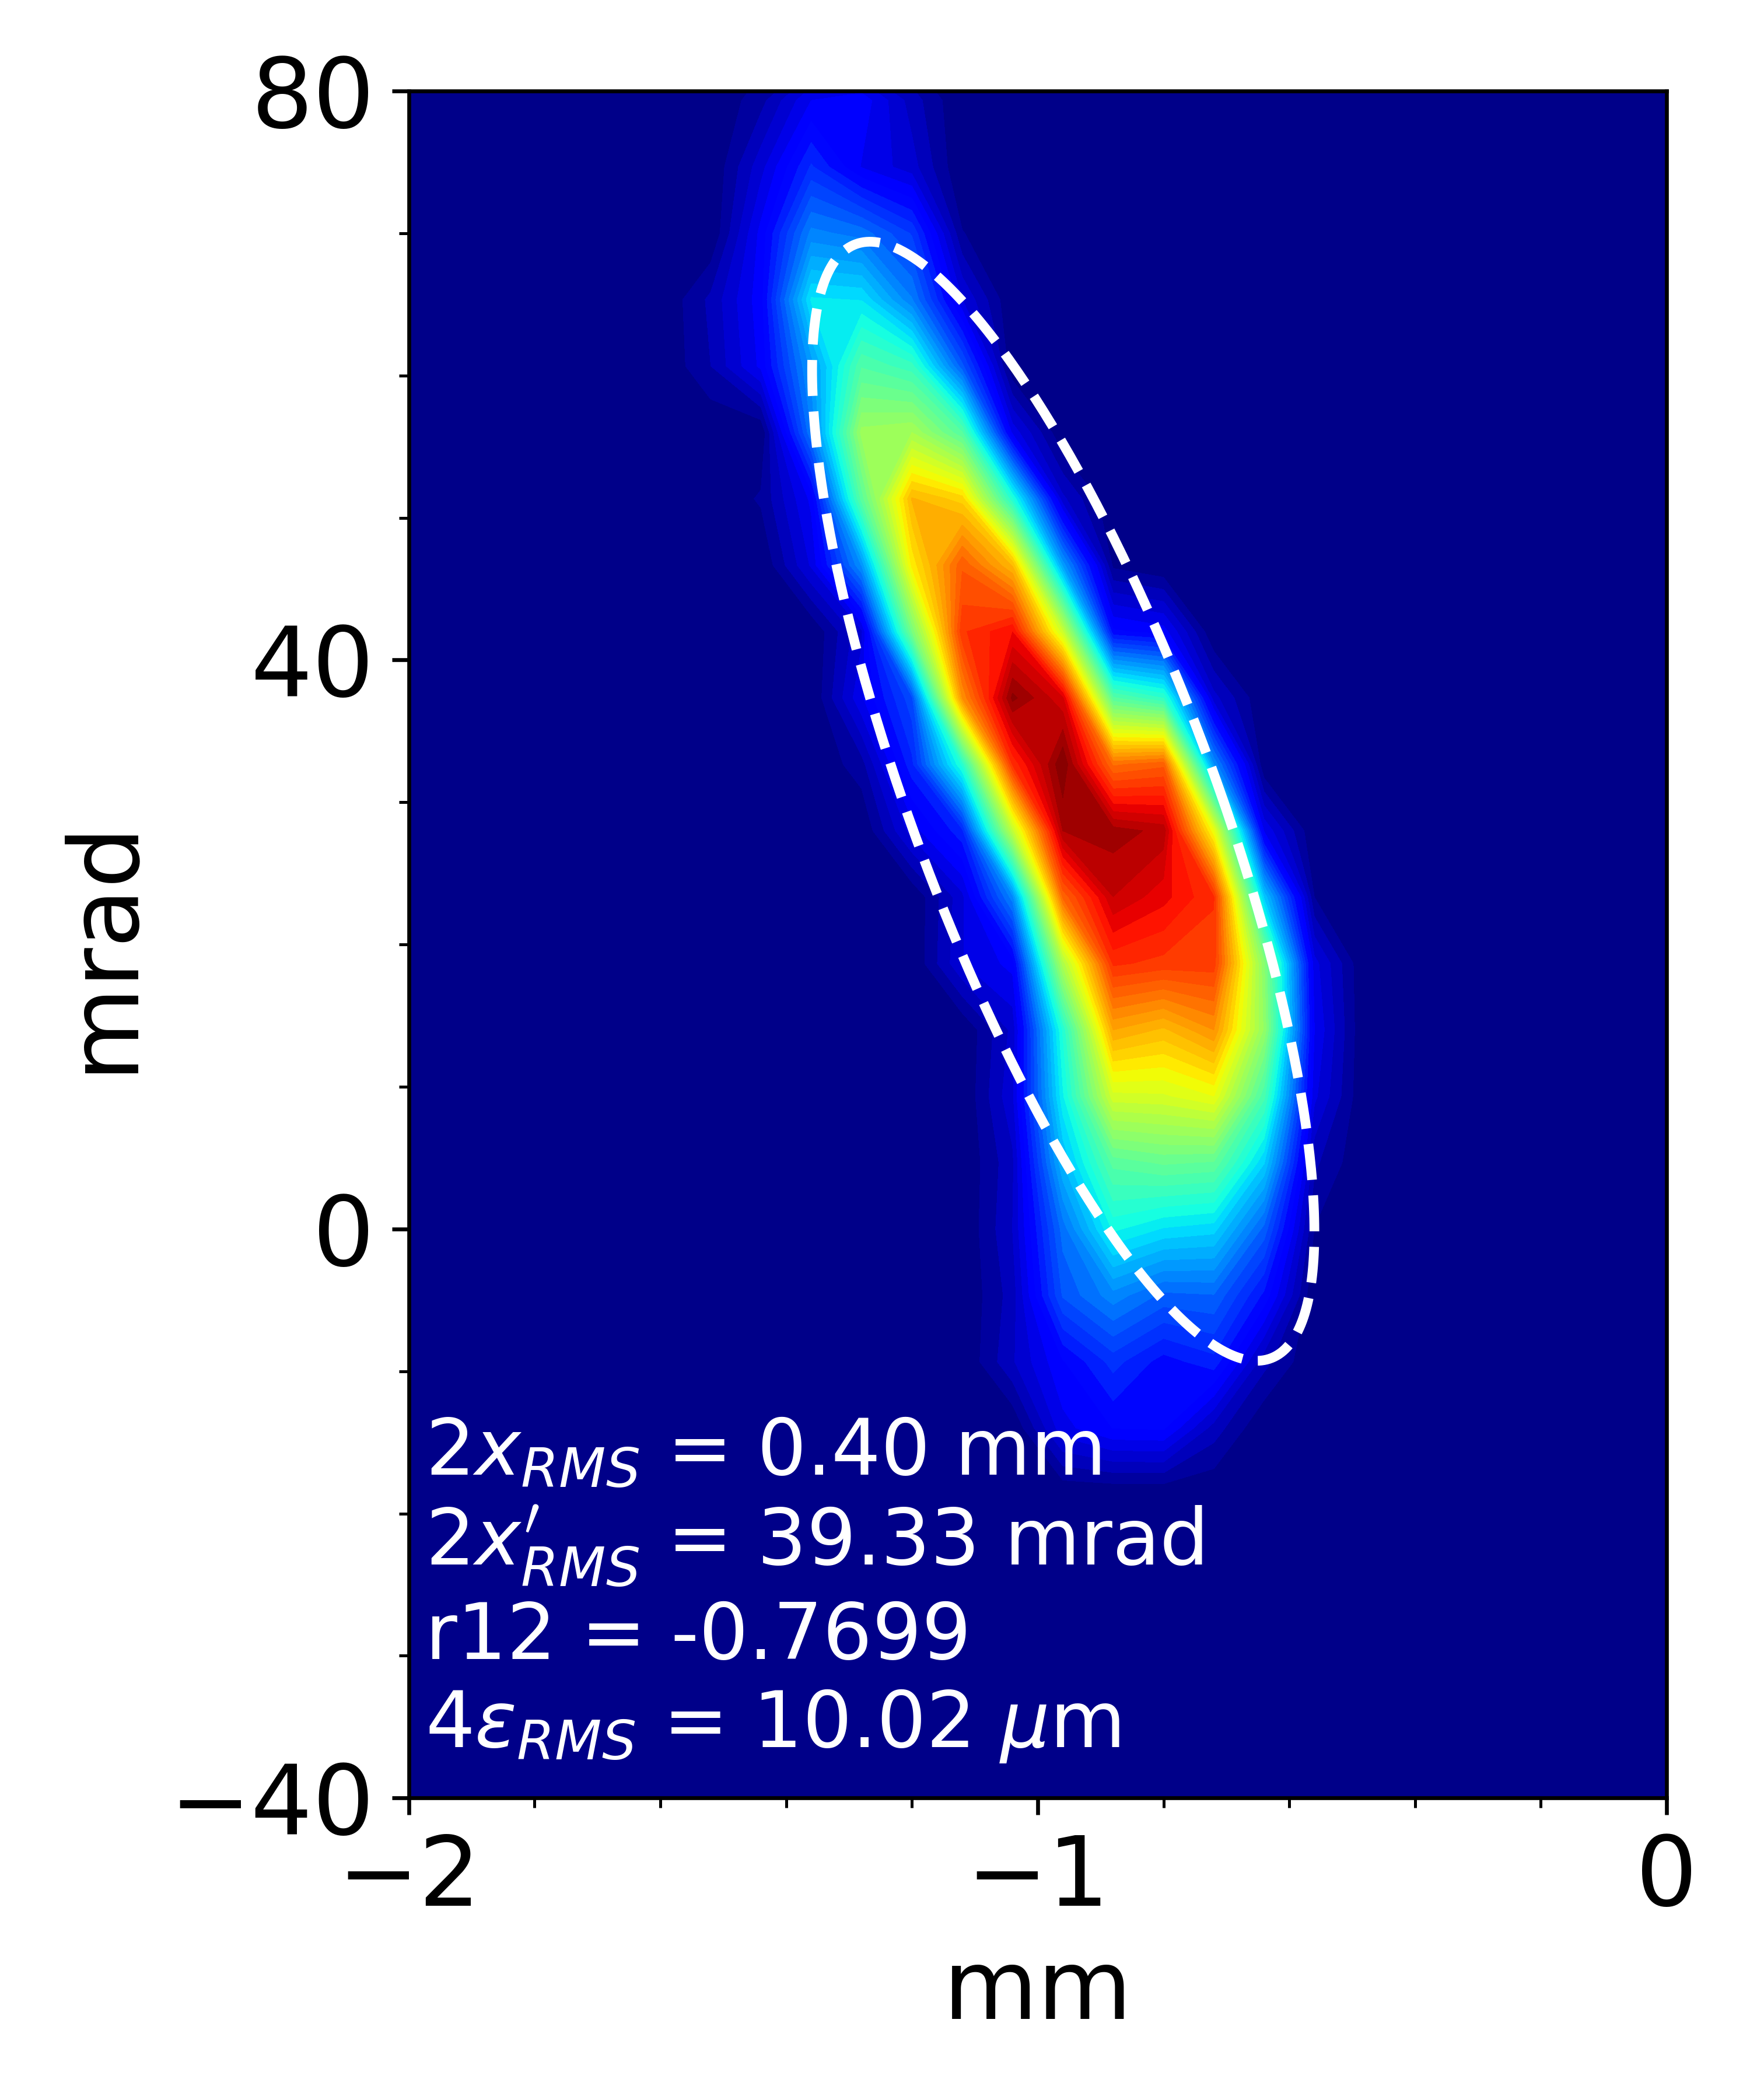 80
40
0
−40
mrad
2x_RMS = 0.40 mm
2x′_RMS = 39.33 mrad
r12 = -0.7699
4ε_RMS = 10.02 μm
−2 −1 0
mm